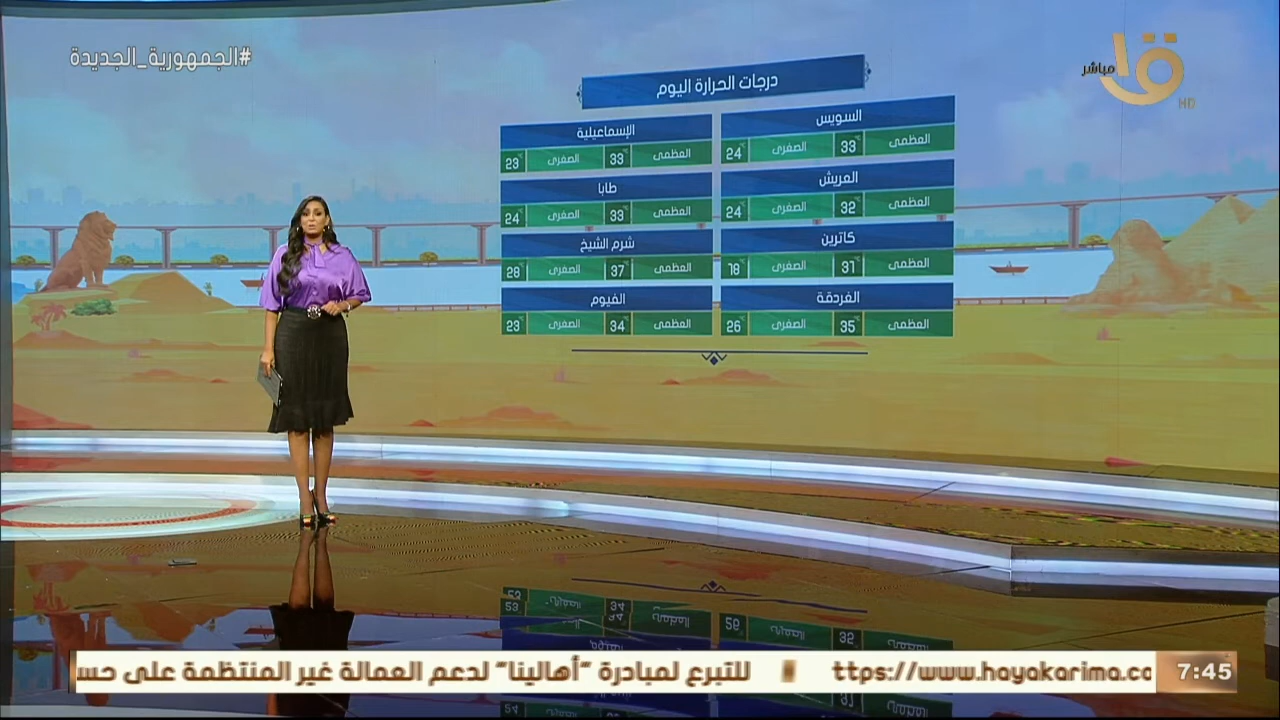 #الجمهورية_الجديدة
مباشر
HD
درجات الحرارة اليوم
السويس
العظمى 33 الصغرى 24
الإسماعيلية
العظمى 33 الصغرى 23
العريش
العظمى 32 الصغرى 24
طابا
العظمى 33 الصغرى 24
كاترين
العظمى 31 الصغرى 18
شرم الشيخ
العظمى 37 الصغرى 28
الغردقة
العظمى 35 الصغرى 26
الفيوم
العظمى 34 الصغرى 23
ttps://www.hayakarima.co
للتبرع لمبادرة "أهالينا" لدعم العمالة غير المنتظمة على حس
7:45